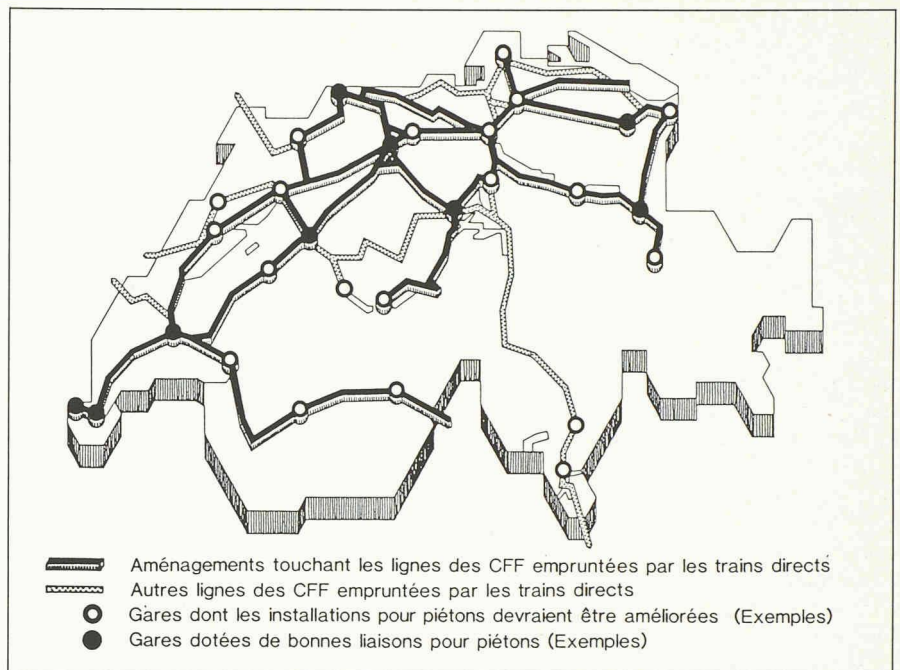 Aménagements touchant les lignes des CFF empruntées par les trains directs
Autres lignes des CFF empruntées par les trains directs
Gares dont les installations pour piétons devraient être améliorées (Exemples)
Gares dotées de bonnes liaisons pour piétons (Exemples)